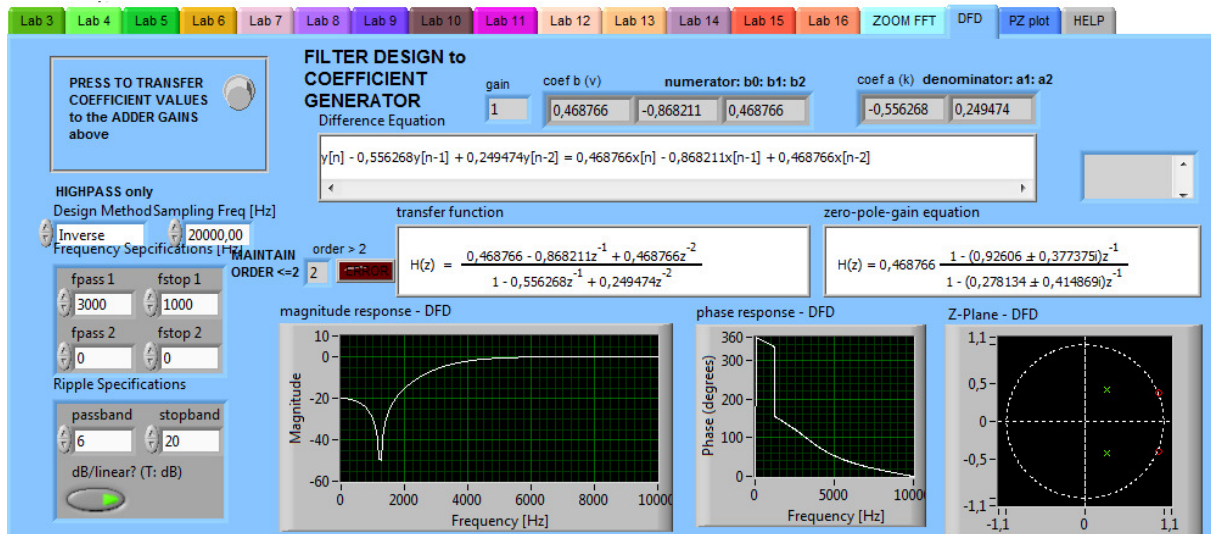 Lab 3 Lab 4 Lab 5 Lab 6 Lab 7 Lab 8 Lab 9 Lab 10 Lab 11 Lab 12 Lab 13 Lab 14 Lab 15 Lab 16 ZOOM FFT DFD PZ plot HELP
PRESS TO TRANSFER
COEFFICIENT VALUES
to the ADDER GAINS
above
FILTER DESIGN to
COEFFICIENT
GENERATOR
gain
1
coef b (v) numerator: b0: b1: b2
0,468766 -0,868211 0,468766
coef a (k) denominator: a1: a2
-0,556268 0,249474
Difference Equation
y[n] - 0,556268y[n-1] + 0,249474y[n-2] = 0,468766x[n] - 0,868211x[n-1] + 0,468766x[n-2]
HIGHPASS only
Design Method Sampling Freq [Hz]
Inverse 20000,00
Frequency Sepcifications [Hz]
fpass 1 fstop 1
3000 1000
fpass 2 fstop 2
0 0
Ripple Specifications
passband stopband
6 20
dB/linear? (T: dB)
MAINTAIN
ORDER <=2
order > 2
2 ERROR
transfer function
H(z) = 0,468766 - 0,868211z^-1 + 0,468766z^-2
1 - 0,556268z^-1 + 0,249474z^-2
zero-pole-gain equation
H(z) = 0,468766 1 - (0,92606 ± 0,377375i)z^-1
1 - (0,278134 ± 0,414869i)z^-1
magnitude response - DFD
Magnitude
10
0
-20
-40
-60
0 2000 4000 6000 8000 10000
Frequency [Hz]
phase response - DFD
Phase (degrees)
360
300
200
100
0
0 5000 10000
Frequency [Hz]
Z-Plane - DFD
1,1
0,5
0
-0,5
-1,1
-1,1 0 1,1